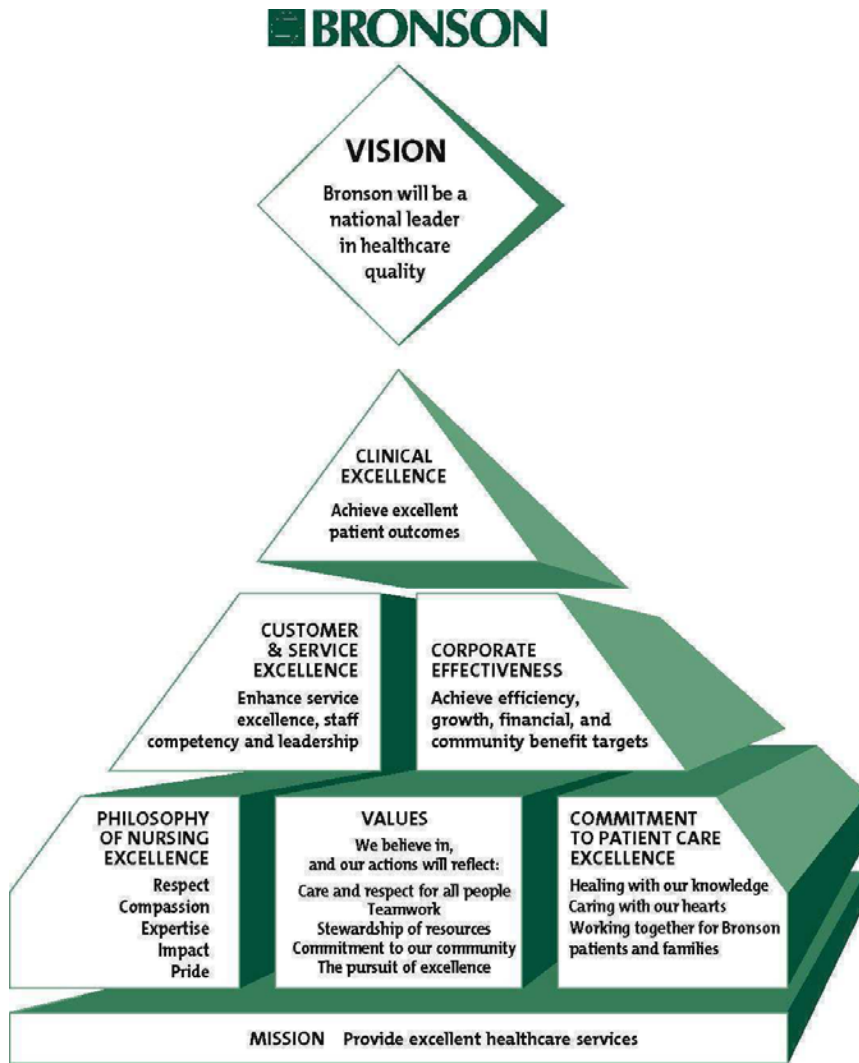 BRONSON
VISION
Bronson will be a
national leader
in healthcare
quality
CLINICAL
EXCELLENCE
Achieve excellent
patient outcomes
CUSTOMER
& SERVICE
EXCELLENCE
Enhance service
excellence, staff
competency and leadership
CORPORATE
EFFECTIVENESS
Achieve efficiency,
growth, financial, and
community benefit targets
PHILOSOPHY
OF NURSING
EXCELLENCE
Respect
Compassion
Expertise
Impact
Pride
VALUES
We believe in,
and our actions will reflect:
Care and respect for all people
Teamwork
Stewardship of resources
Commitment to our community
The pursuit of excellence
COMMITMENT
TO PATIENT CARE
EXCELLENCE
Healing with our knowledge
Caring with our hearts
Working together for Bronson
patients and families
MISSION Provide excellent healthcare services